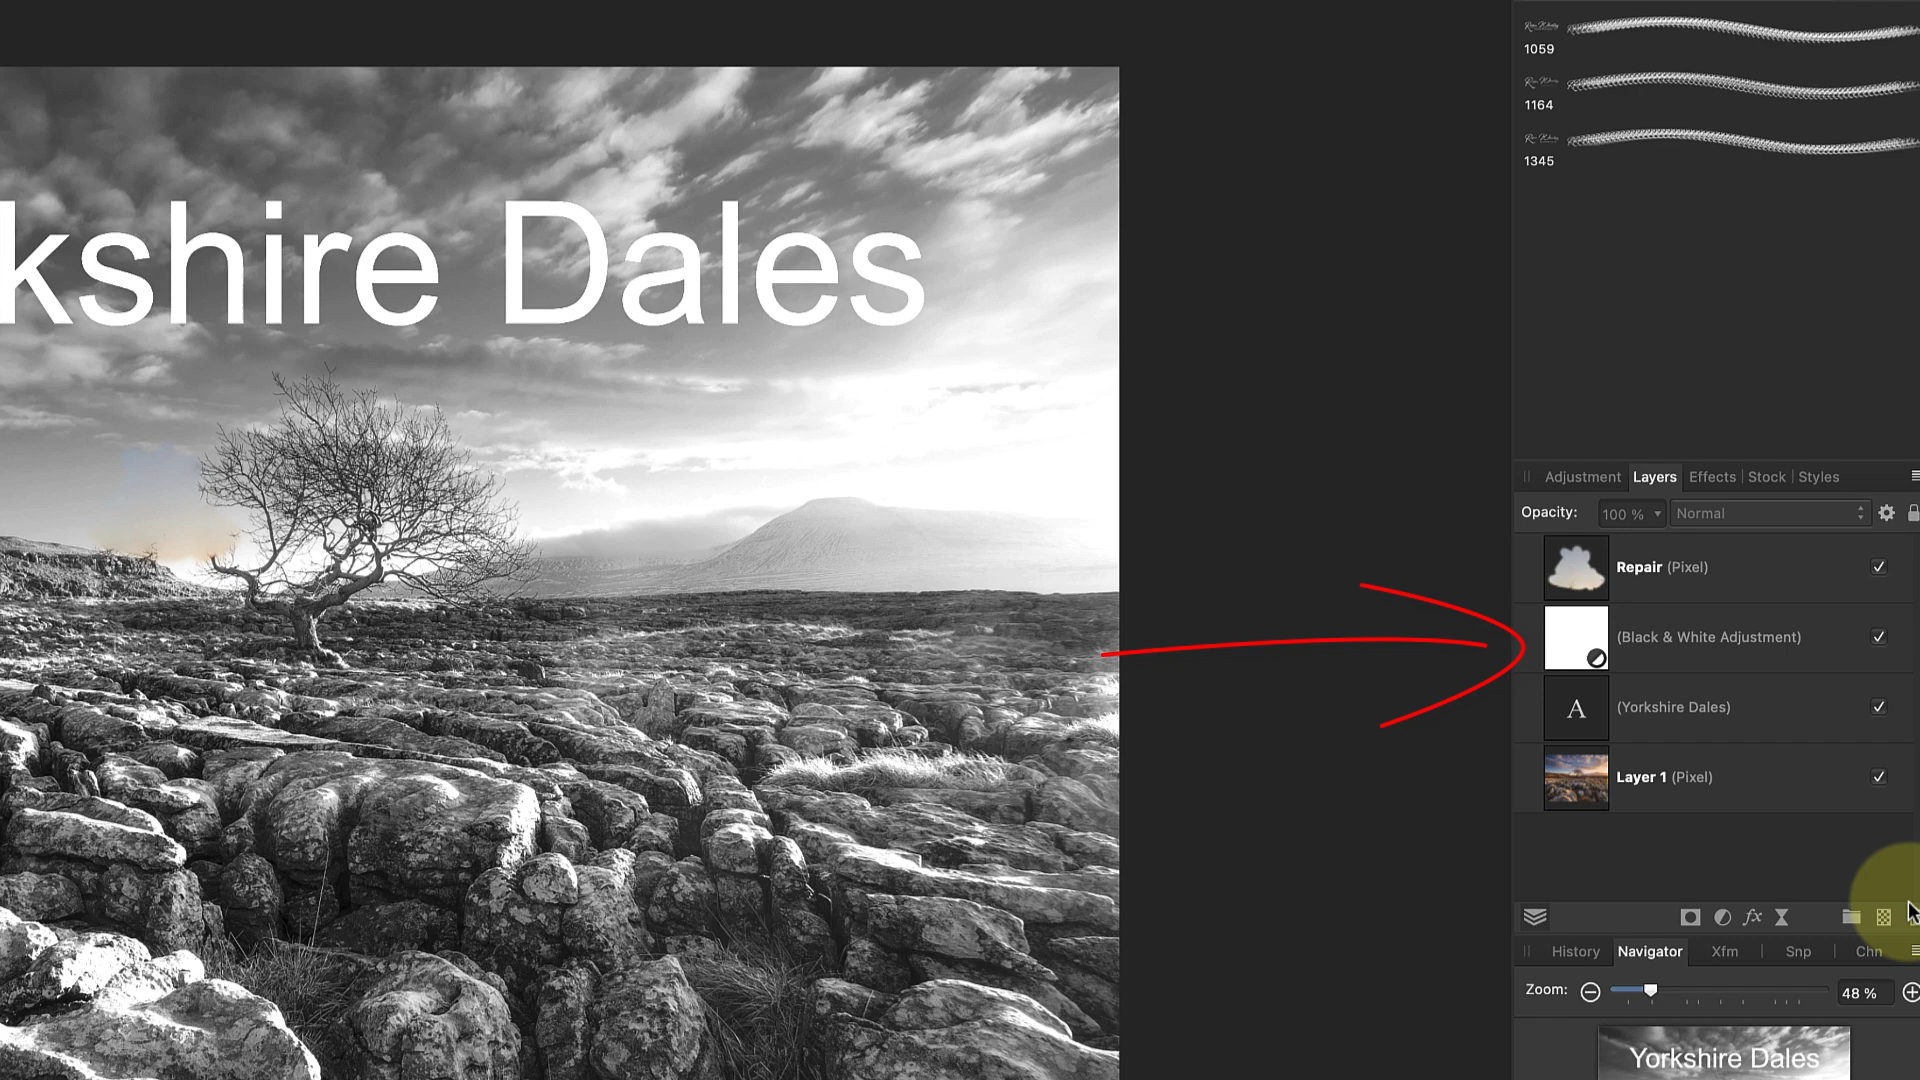 1059
1164
1345
kshire Dales
Adjustment Layers Effects Stock Styles
Opacity: 100 % Normal
Repair (Pixel)
(Black & White Adjustment)
A (Yorkshire Dales)
Layer 1 (Pixel)
fx
History Navigator Xfm Snp Chn
Zoom: 48 %
Yorkshire Dales